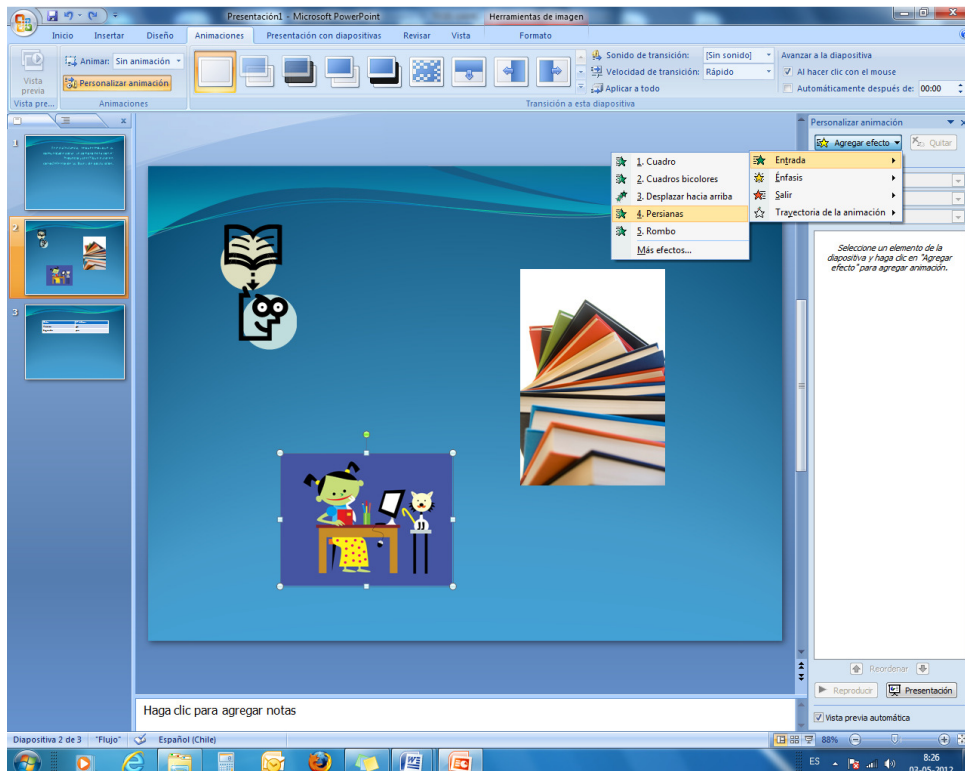 Presentación1 - Microsoft PowerPoint
Herramientas de imagen
Inicio Insertar Diseño Animaciones Presentación con diapositivas Revisar Vista Formato
Vista previa
Animar: Sin animación
Personalizar animación
Sonido de transición: [Sin sonido]
Velocidad de transición: Rápido
Aplicar a todo
Avanzar a la diapositiva
Al hacer clic con el mouse
Automáticamente después de: 00:00
Vista pre... Animaciones Transición a esta diapositiva
Personalizar animación
Agregar efecto Quitar
1. Cuadro
2. Cuadros bicolores
3. Desplazar hacia arriba
4. Persianas
5. Rombo
Más efectos...
Entrada
Énfasis
Salir
Trayectoria de la animación
Seleccione un elemento de la
diapositiva y haga clic en "Agregar
efecto" para agregar animación.
1
2
3
Reordenar
Reproducir Presentación
Vista previa automática
Haga clic para agregar notas
Diapositiva 2 de 3 "Flujo" Español (Chile) 88%
ES 8:26
02-05-2012